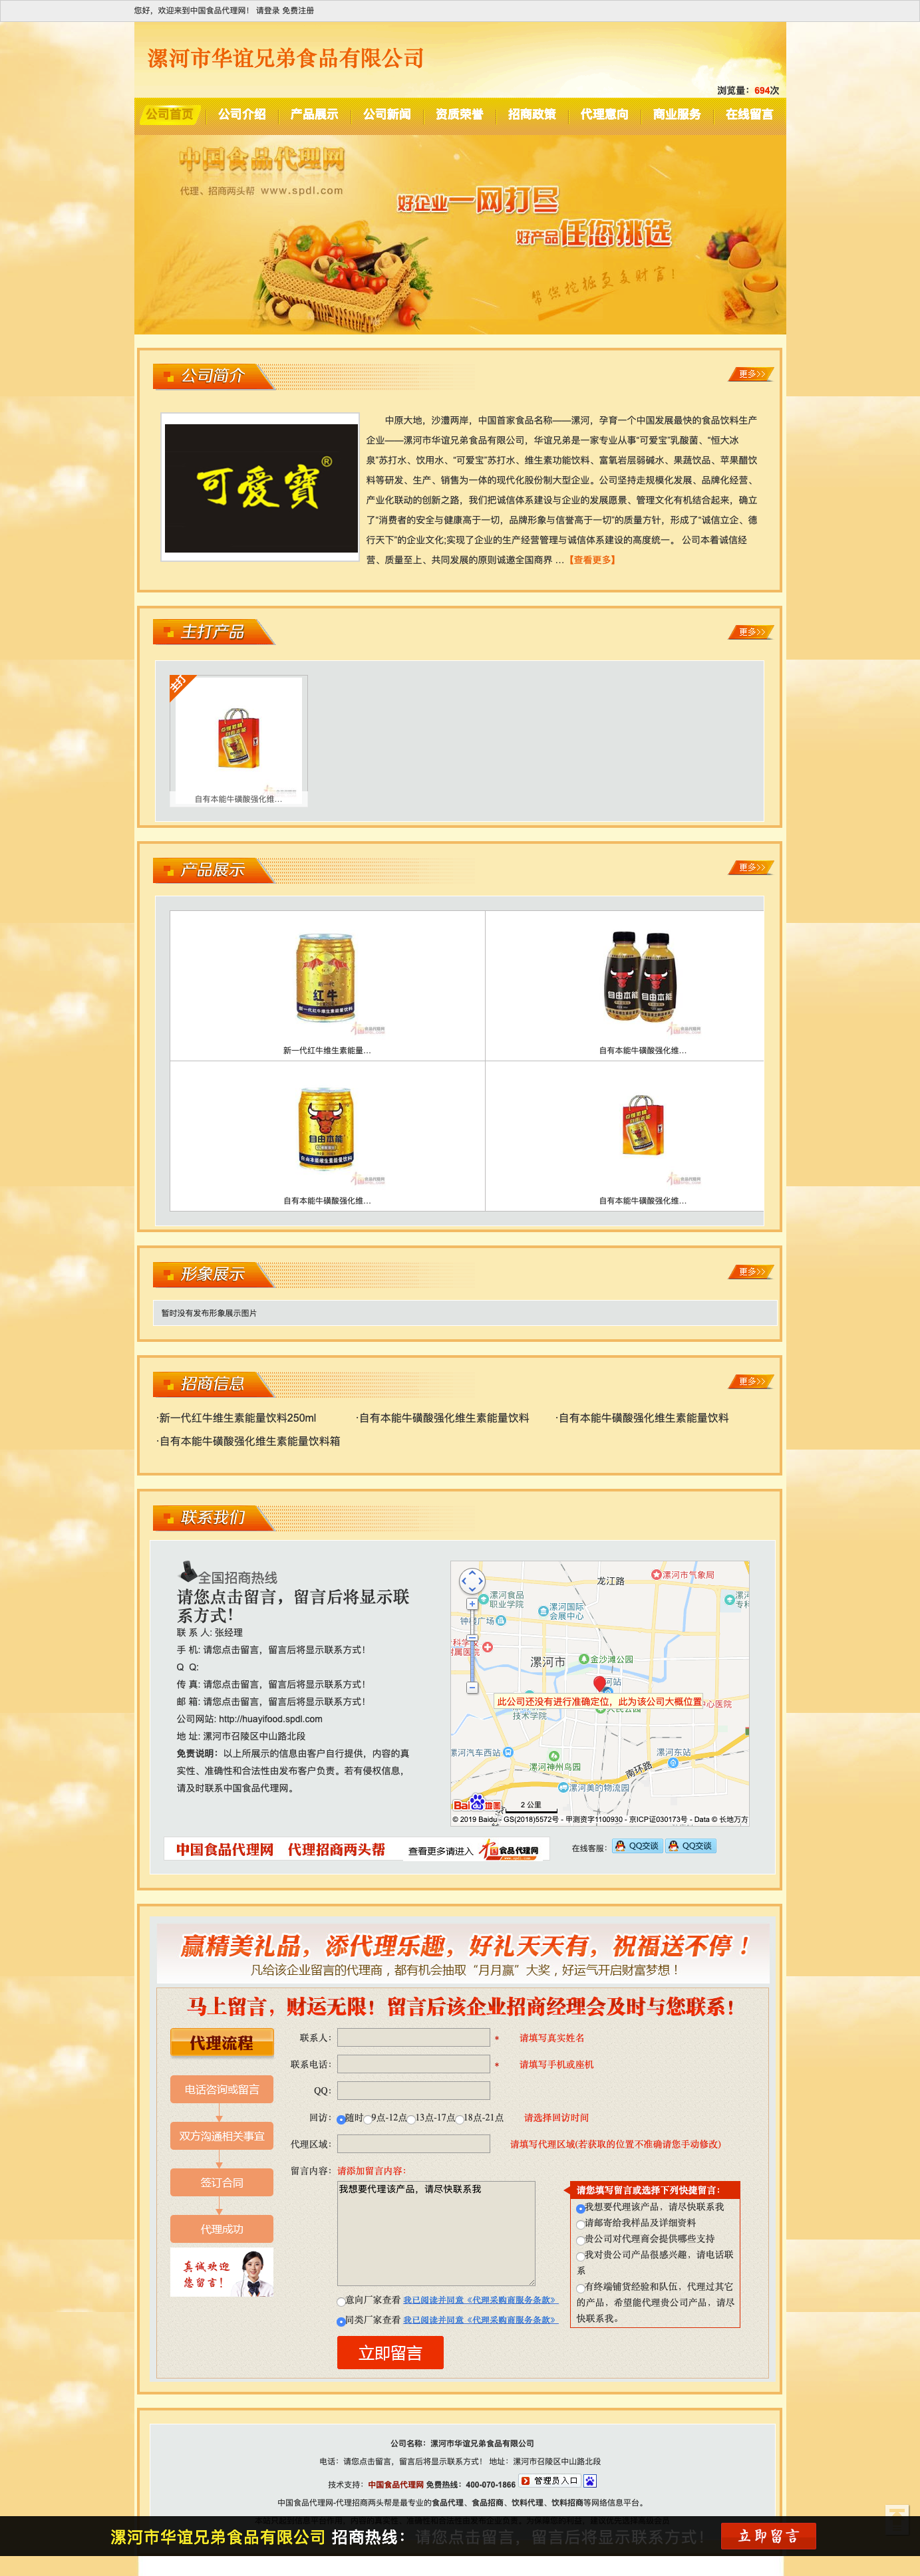 您好，欢迎来到中国食品代理网！ 请登录 免费注册
漯河市华谊兄弟食品有限公司
浏览量：694次
公司首页 公司介绍 产品展示 公司新闻 资质荣誉 招商政策 代理意向 商业服务 在线留言
中国食品代理网
代理、招商两头帮 www.spdl.com
好企业一网打尽
好产品任您挑选
帮您挖掘更多财富！
公司简介
更多>>
可爱寶®
中原大地，沙澧两岸，中国首家食品名称——漯河，孕育一个中国发展最快的食品饮料生产
企业——漯河市华谊兄弟食品有限公司，华谊兄弟是一家专业从事“可爱宝”乳酸菌、“恒大冰
泉”苏打水、饮用水、“可爱宝”苏打水、维生素功能饮料、富氧岩层弱碱水、果蔬饮品、苹果醋饮
料等研发、生产、销售为一体的现代化股份制大型企业。公司坚持走规模化发展、品牌化经营、
产业化联动的创新之路，我们把诚信体系建设与企业的发展愿景、管理文化有机结合起来，确立
了“消费者的安全与健康高于一切，品牌形象与信誉高于一切”的质量方针，形成了“诚信立企、德
行天下”的企业文化;实现了企业的生产经营管理与诚信体系建设的高度统一。 公司本着诚信经
营、质量至上、共同发展的原则诚邀全国商界 ...【查看更多】
主打产品
更多>>
主打
自有本能牛磺酸强化维...
产品展示
更多>>
新一代
红牛
新一代红牛维生素能量饮料
自由本能
自由本能
新一代红牛维生素能量...
自有本能牛磺酸强化维...
自由本能
自由本能维生素能量饮料
自有本能牛磺酸强化维...
自有本能牛磺酸强化维...
形象展示
更多>>
暂时没有发布形象展示图片
招商信息
更多>>
·新一代红牛维生素能量饮料250ml
·自有本能牛磺酸强化维生素能量饮料
·自有本能牛磺酸强化维生素能量饮料
·自有本能牛磺酸强化维生素能量饮料箱
联系我们
全国招商热线
请您点击留言，留言后将显示联
系方式！
联 系 人: 张经理
手 机: 请您点击留言，留言后将显示联系方式！
Q Q:
传 真: 请您点击留言，留言后将显示联系方式！
邮 箱: 请您点击留言，留言后将显示联系方式！
公司网站: http://huayifood.spdl.com
地 址: 漯河市召陵区中山路北段
免责说明：以上所展示的信息由客户自行提供，内容的真
实性、准确性和合法性由发布客户负责。若有侵权信息，
请及时联系中国食品代理网。
龙江路
漯河市气象局
漯河食品
职业学院
漯河国际
会展中心
金沙滩公园
漯河市
此公司还没有进行准确定位，此为该公司大概位置
技术学院
人民公园
漯河汽车西站
漯河神州鸟园
漯河东站
南环路
漯河美的物流园
2 公里
© 2019 Baidu - GS(2018)5572号 - 甲测资字1100930 - 京ICP证030173号 - Data © 长地万方
中国食品代理网 代理招商两头帮
查看更多请进入
食品代理网
在线客服： QQ交谈 QQ交谈
赢精美礼品，添代理乐趣，好礼天天有，祝福送不停！
凡给该企业留言的代理商，都有机会抽取“月月赢”大奖，好运气开启财富梦想！
马上留言，财运无限！留言后该企业招商经理会及时与您联系！
代理流程
电话咨询或留言
双方沟通相关事宜
签订合同
代理成功
真诚欢迎
您留言！
联系人： * 请填写真实姓名
联系电话： * 请填写手机或座机
QQ：
回访： 随时 9点-12点 13点-17点 18点-21点 请选择回访时间
代理区域： 请填写代理区域(若获取的位置不准确请您手动修改)
留言内容： 请添加留言内容：
我想要代理该产品，请尽快联系我
请您填写留言或选择下列快捷留言：
我想要代理该产品，请尽快联系我
请邮寄给我样品及详细资料
贵公司对代理商会提供哪些支持
我对贵公司产品很感兴趣，请电话联
系
有终端铺货经验和队伍，代理过其它
的产品，希望能代理贵公司产品，请尽
快联系我。
意向厂家查看 我已阅读并同意《代理采购商服务条款》
同类厂家查看 我已阅读并同意《代理采购商服务条款》
立即留言
公司名称：漯河市华谊兄弟食品有限公司
电话：请您点击留言，留言后将显示联系方式！ 地址：漯河市召陵区中山路北段
技术支持：中国食品代理网 免费热线：400-070-1866 管理员入口
中国食品代理网-代理招商两头帮是最专业的食品代理、食品招商、饮料代理、饮料招商等网络信息平台。
漯河市华谊兄弟食品有限公司 招商热线：请您点击留言，留言后将显示联系方式！ 立即留言